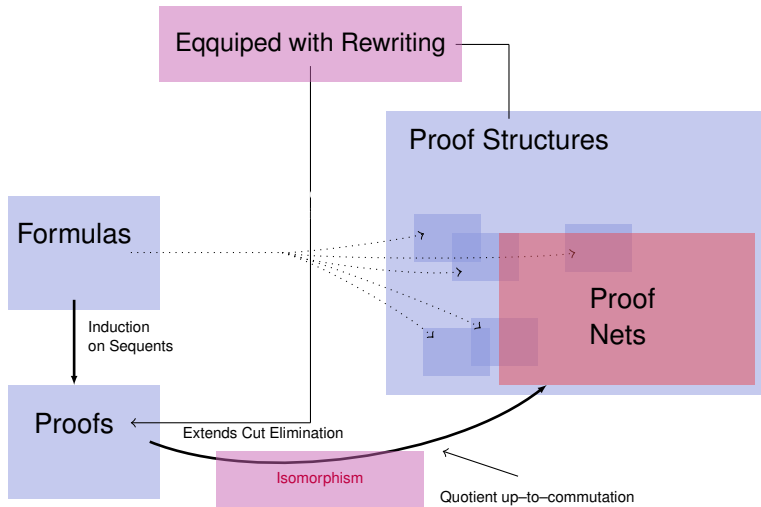 Eqquiped with Rewriting
Proof Structures
Formulas
Proof
Nets
Induction
on Sequents
Proofs
Extends Cut Elimination
Isomorphism
Quotient up–to–commutation